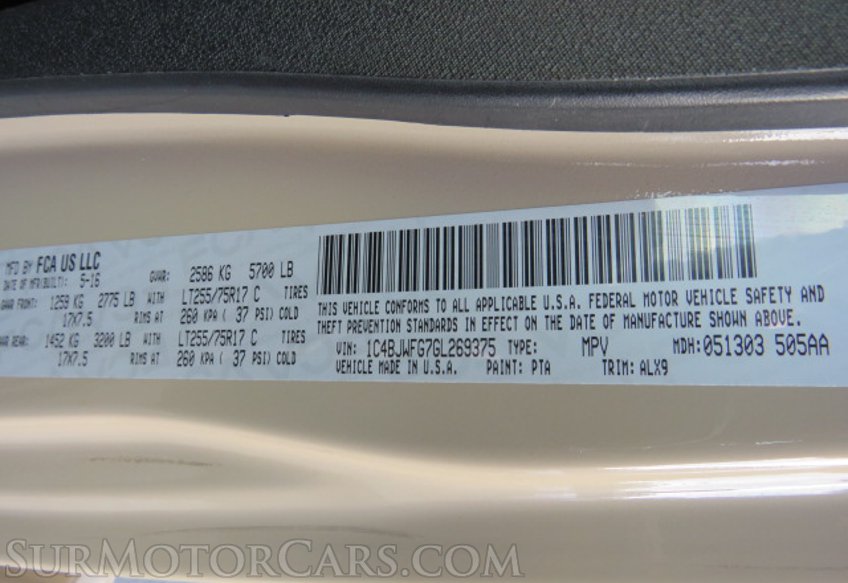 MFD BY FCA US LLC
DATE OF MFR(BUILT): 5-16 GVWR: 2586 KG 5700 LB
GAWR FRONT: 1259 KG 2775 LB WITH LT255/75R17 C TIRES
17X7.5 RIMS AT 260 KPA ( 37 PSI) COLD
GAWR REAR: 1452 KG 3200 LB WITH LT255/75R17 C TIRES
17X7.5 RIMS AT 260 KPA ( 37 PSI) COLD
THIS VEHICLE CONFORMS TO ALL APPLICABLE U.S.A. FEDERAL MOTOR VEHICLE SAFETY AND
THEFT PREVENTION STANDARDS IN EFFECT ON THE DATE OF MANUFACTURE SHOWN ABOVE.
VIN: 1C4BJWFG7GL269375 TYPE: MPV MDH:051303 505AA
VEHICLE MADE IN U.S.A. PAINT: PTA TRIM: ALX9
SURMOTORCARS.COM